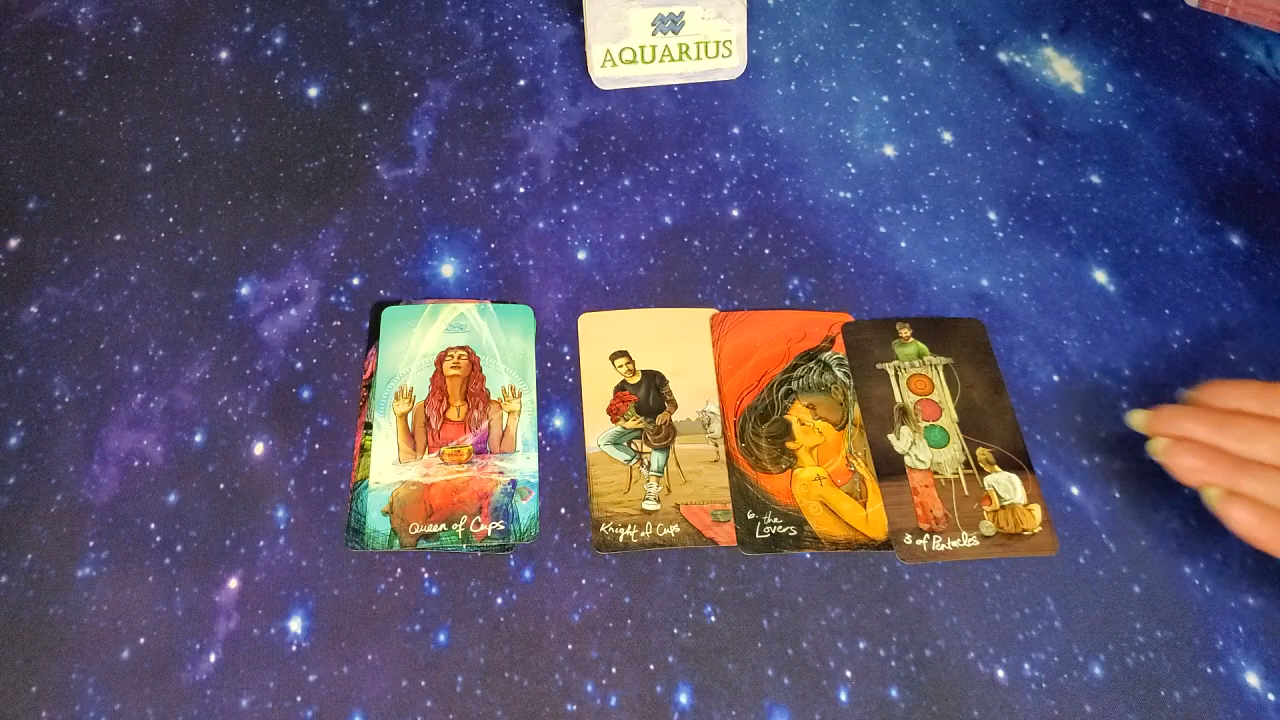 AQUARIUS
Queen of Cups
Knight of Cups
6. the
Lovers
3 of Pentacles